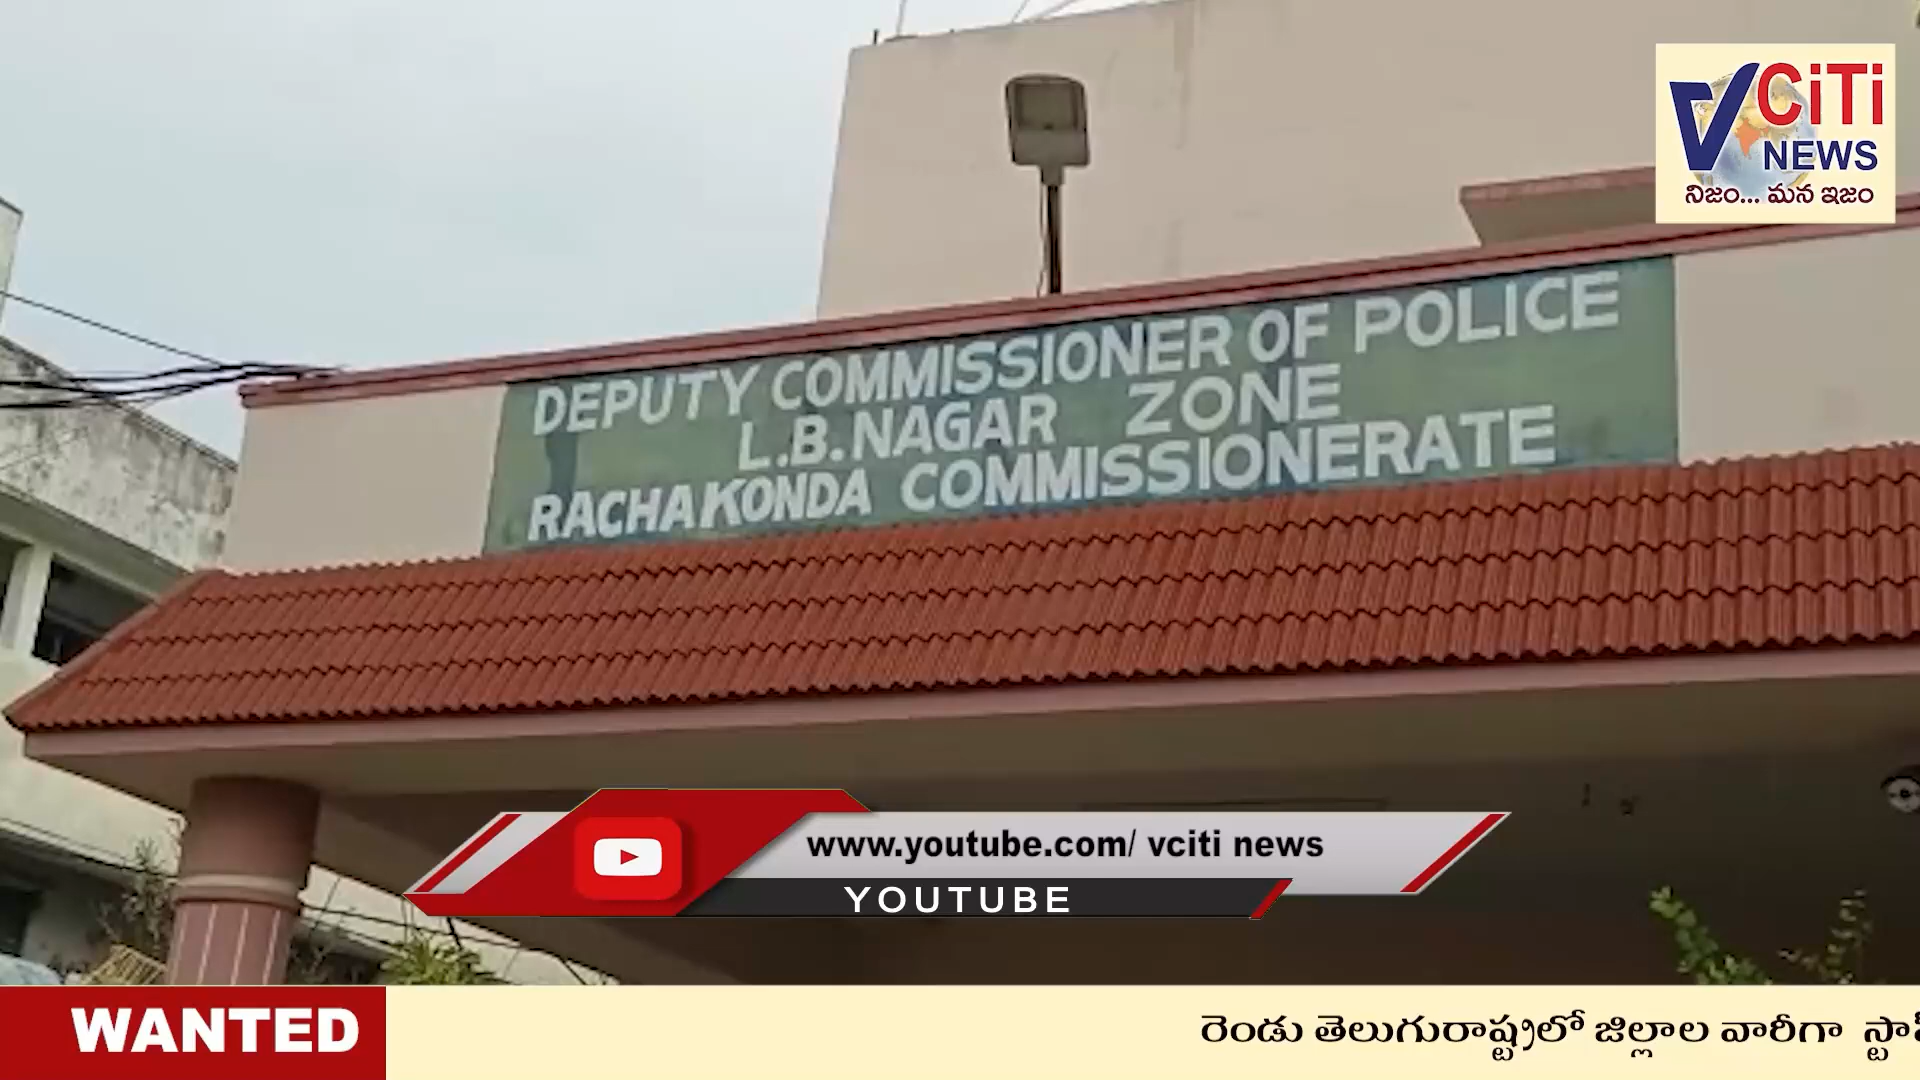 VCiTi
NEWS
నిజం... మన ఇజం
DEPUTY COMMISSIONER OF POLICE
L.B.NAGAR ZONE
RACHAKONDA COMMISSIONERATE
www.youtube.com/ vciti news
YOUTUBE
WANTED
రెండు తెలుగురాష్ట్రలో జిల్లాల వారీగా